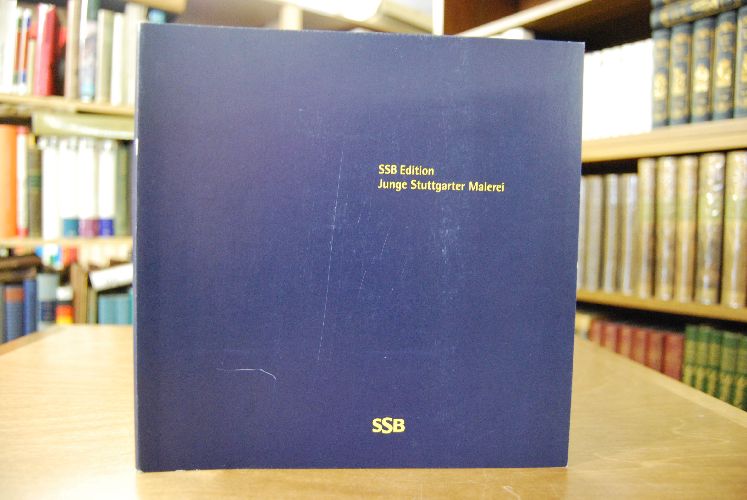 SSB Edition
Junge Stuttgarter Malerei
SSB